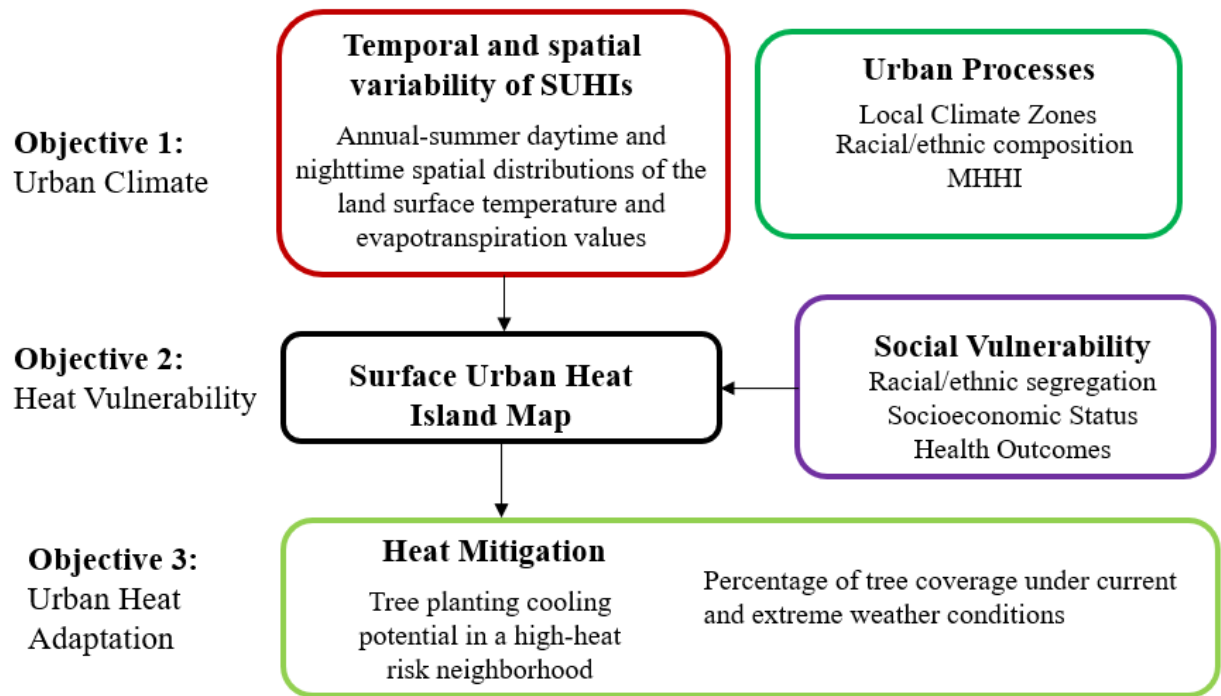 Objective 1:
Urban Climate
Temporal and spatial
variability of SUHIs
Annual-summer daytime and
nighttime spatial distributions of the
land surface temperature and
evapotranspiration values
Urban Processes
Local Climate Zones
Racial/ethnic composition
MHHI
Objective 2:
Heat Vulnerability
Surface Urban Heat
Island Map
Social Vulnerability
Racial/ethnic segregation
Socioeconomic Status
Health Outcomes
Objective 3:
Urban Heat
Adaptation
Heat Mitigation
Tree planting cooling
potential in a high-heat
risk neighborhood
Percentage of tree coverage under current
and extreme weather conditions